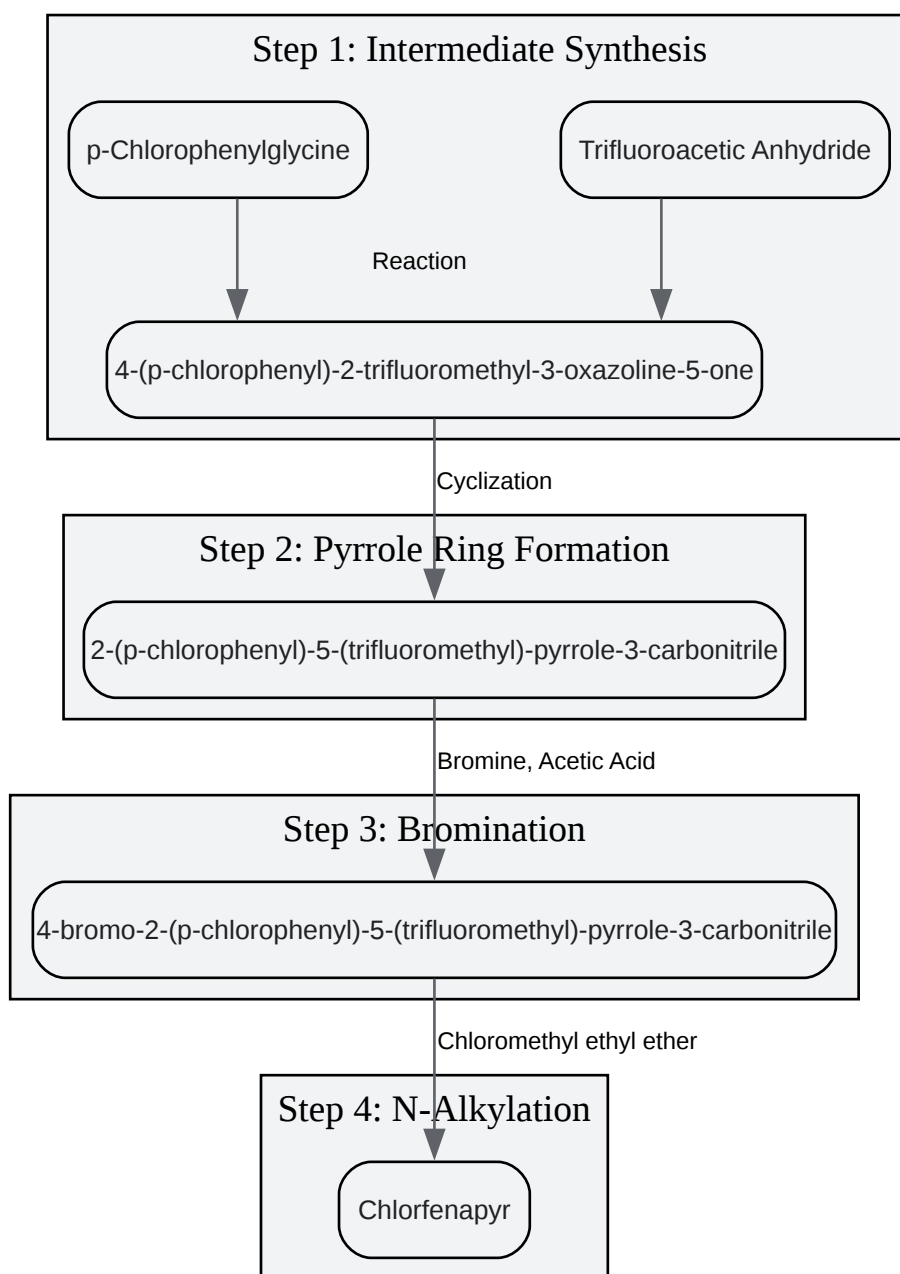 Step 1: Intermediate Synthesis
p-Chlorophenylglycine
Trifluoroacetic Anhydride
Reaction
4-(p-chlorophenyl)-2-trifluoromethyl-3-oxazoline-5-one
Cyclization
Step 2: Pyrrole Ring Formation
2-(p-chlorophenyl)-5-(trifluoromethyl)-pyrrole-3-carbonitrile
Bromine, Acetic Acid
Step 3: Bromination
4-bromo-2-(p-chlorophenyl)-5-(trifluoromethyl)-pyrrole-3-carbonitrile
Chloromethyl ethyl ether
Step 4: N-Alkylation
Chlorfenapyr